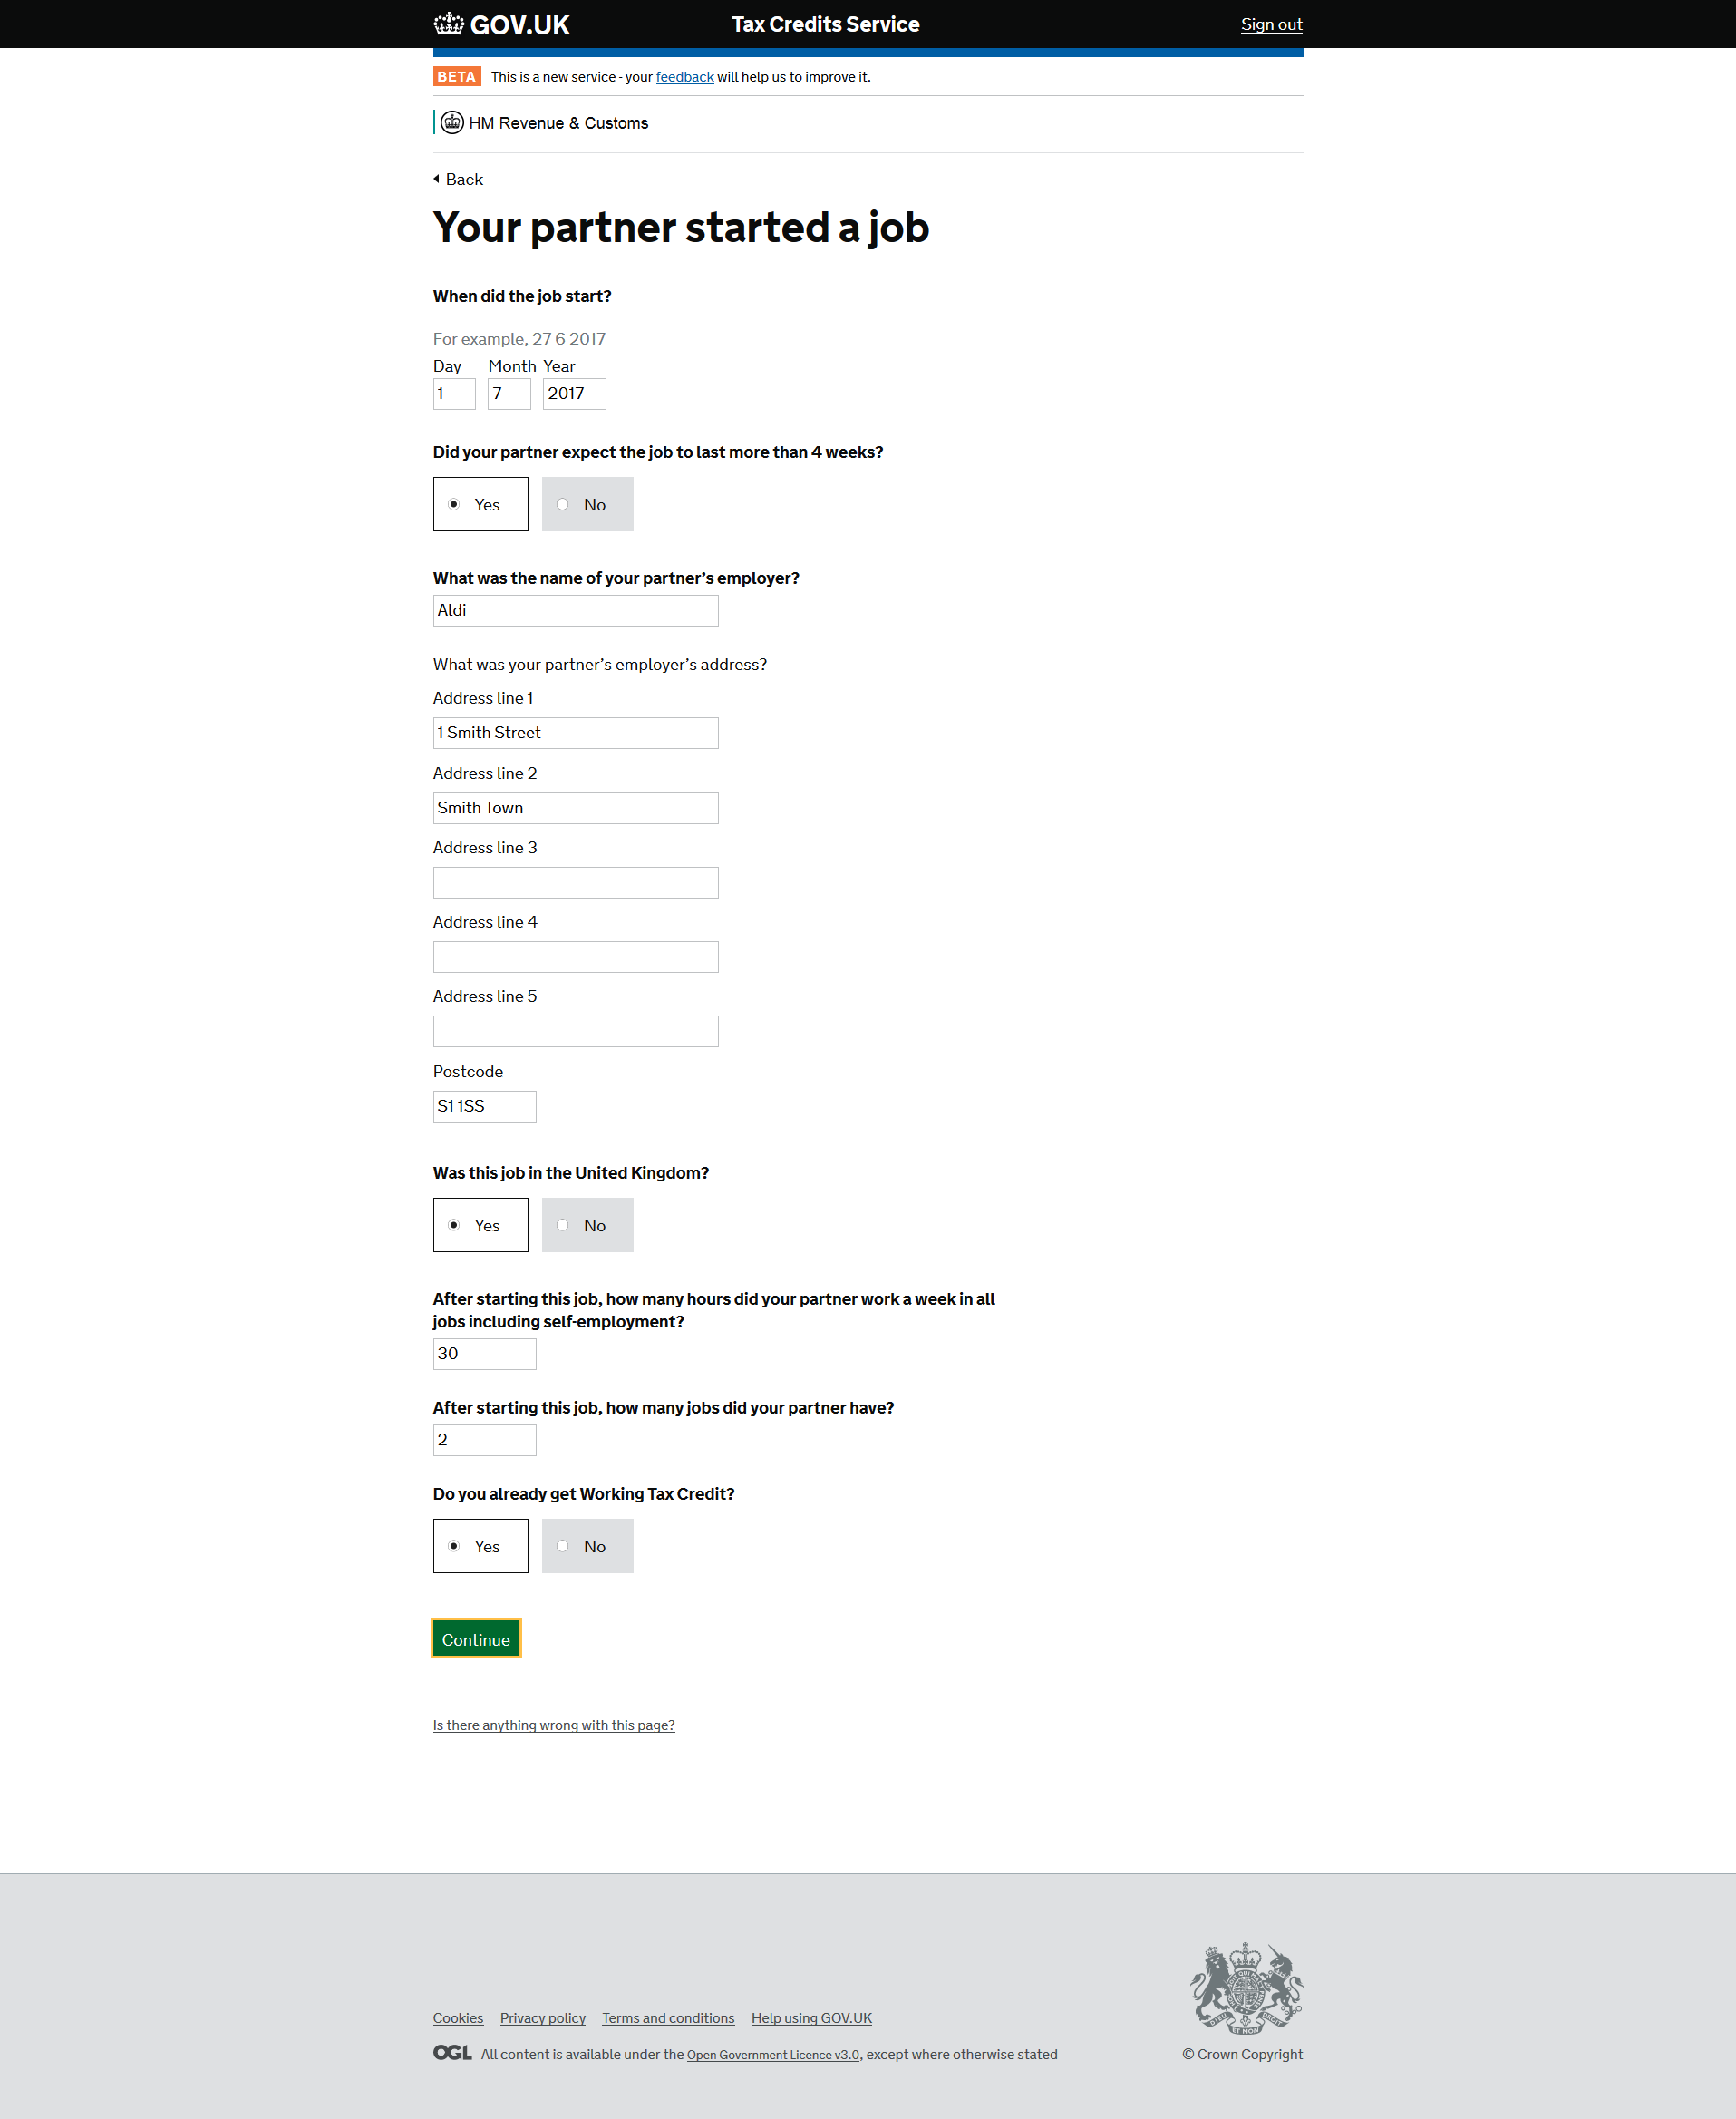 GOV.UK Tax Credits Service Sign out
BETA This is a new service - your feedback will help us to improve it.
HM Revenue & Customs
Back
Your partner started a job
When did the job start?
For example, 27 6 2017
Day Month Year
1 7 2017
Did your partner expect the job to last more than 4 weeks?
Yes No
What was the name of your partner’s employer?
Aldi
What was your partner’s employer’s address?
Address line 1
1 Smith Street
Address line 2
Smith Town
Address line 3
Address line 4
Address line 5
Postcode
S1 1SS
Was this job in the United Kingdom?
Yes No
After starting this job, how many hours did your partner work a week in all
jobs including self-employment?
30
After starting this job, how many jobs did your partner have?
2
Do you already get Working Tax Credit?
Yes No
Continue
Is there anything wrong with this page?
Cookies Privacy policy Terms and conditions Help using GOV.UK
OGL All content is available under the Open Government Licence v3.0, except where otherwise stated
© Crown Copyright